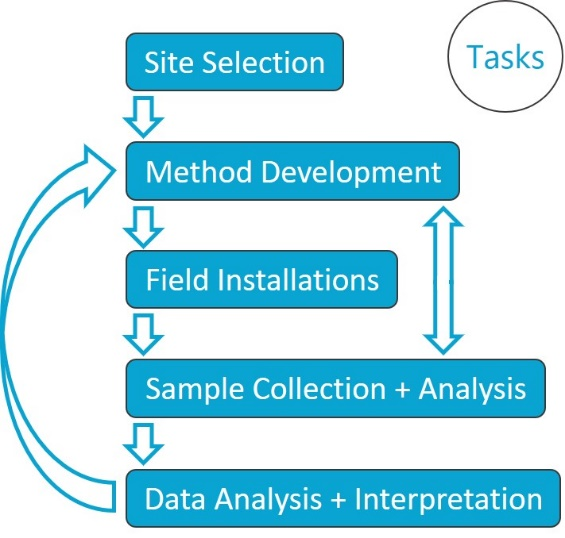 Tasks
Site Selection
Method Development
Field Installations
Sample Collection + Analysis
Data Analysis + Interpretation